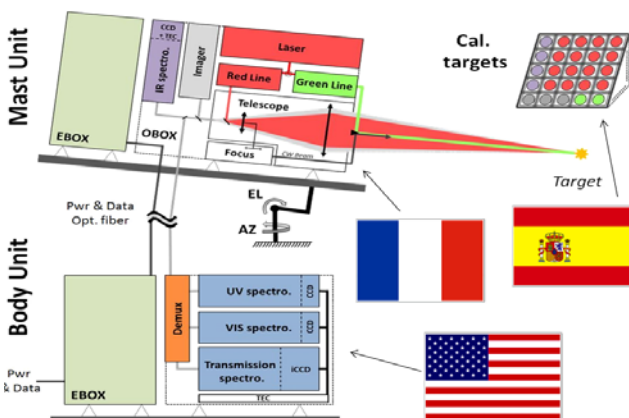 Mast Unit
CCD
+ TEC
IR spectro.
Imager
Laser
Red Line
Green Line
Telescope
EBOX
OBOX
Focus
CW beam
Cal.
targets
Target
Pwr & Data
Opt. fiber
EL
AZ
Body Unit
Demux
UV spectro.
CCD
VIS spectro.
CCD
Transmission
spectro.
iCCD
TEC
Pwr
& Data
EBOX